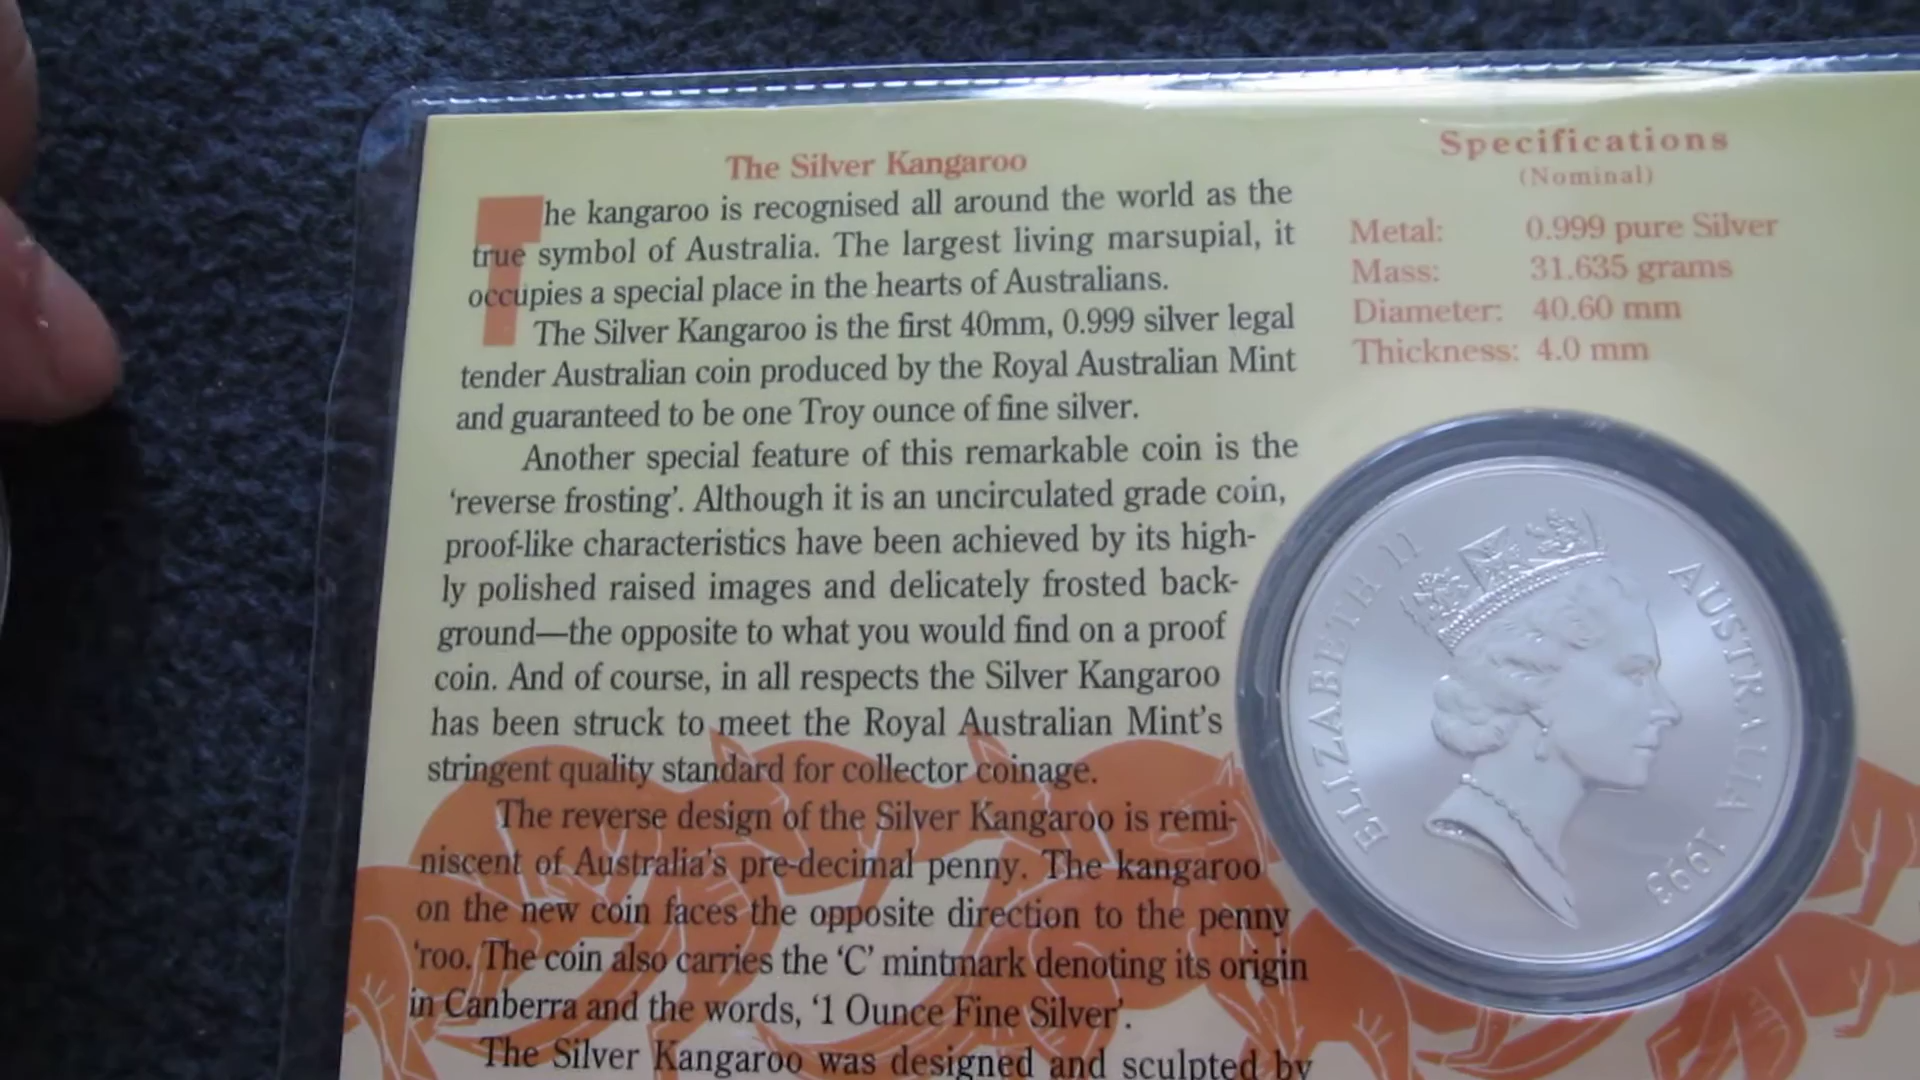 The Silver Kangaroo
The kangaroo is recognised all around the world as the
true symbol of Australia. The largest living marsupial, it
occupies a special place in the hearts of Australians.
The Silver Kangaroo is the first 40mm, 0.999 silver legal
tender Australian coin produced by the Royal Australian Mint
and guaranteed to be one Troy ounce of fine silver.
Another special feature of this remarkable coin is the
‘reverse frosting’. Although it is an uncirculated grade coin,
proof-like characteristics have been achieved by its high-
ly polished raised images and delicately frosted back-
ground—the opposite to what you would find on a proof
coin. And of course, in all respects the Silver Kangaroo
has been struck to meet the Royal Australian Mint’s
stringent quality standard for collector coinage.
The reverse design of the Silver Kangaroo is remi-
niscent of Australia’s pre-decimal penny. The kangaroo
on the new coin faces the opposite direction to the penny
‘roo. The coin also carries the ‘C’ mintmark denoting its origin
in Canberra and the words, ‘1 Ounce Fine Silver’.
The Silver Kangaroo was designed and sculpted by
Specifications
(Nominal)
Metal: 0.999 pure Silver
Mass: 31.635 grams
Diameter: 40.60 mm
Thickness: 4.0 mm
ELIZABETH II
AUSTRALIA 1993